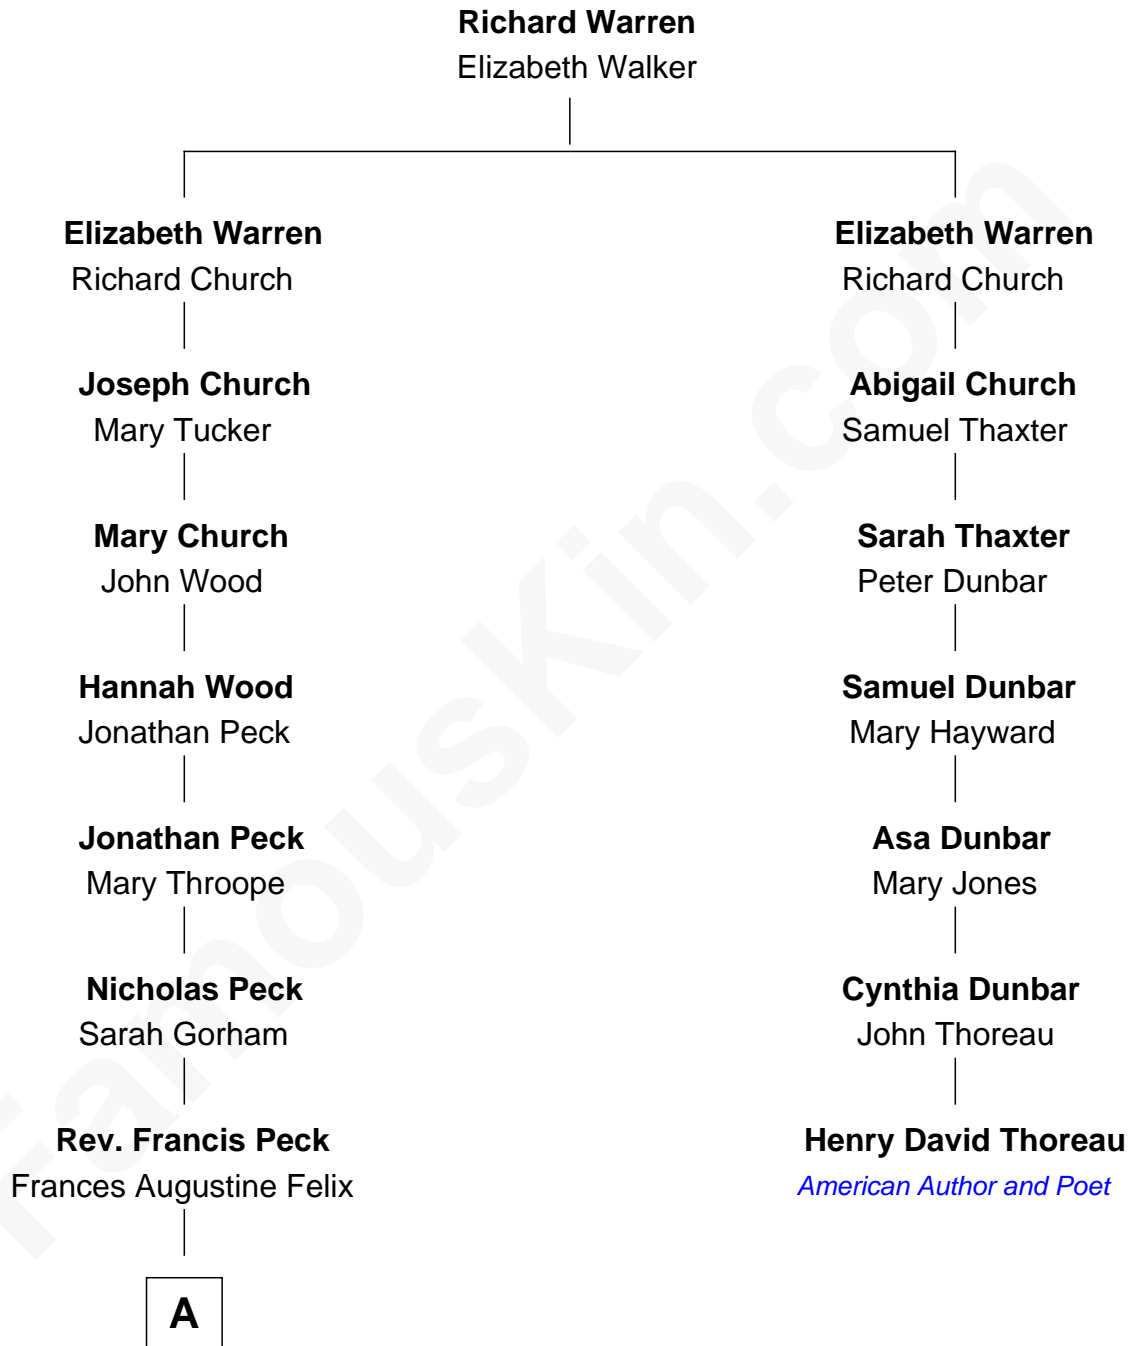 Richard Warren
Elizabeth Walker
Elizabeth Warren
Richard Church
Joseph Church
Mary Tucker
Mary Church
John Wood
Hannah Wood
Jonathan Peck
Jonathan Peck
Mary Throope
Nicholas Peck
Sarah Gorham
Rev. Francis Peck
Frances Augustine Felix
A
Elizabeth Warren
Richard Church
Abigail Church
Samuel Thaxter
Sarah Thaxter
Peter Dunbar
Samuel Dunbar
Mary Hayward
Asa Dunbar
Mary Jones
Cynthia Dunbar
John Thoreau
Henry David Thoreau
American Author and Poet
FamousKin.com